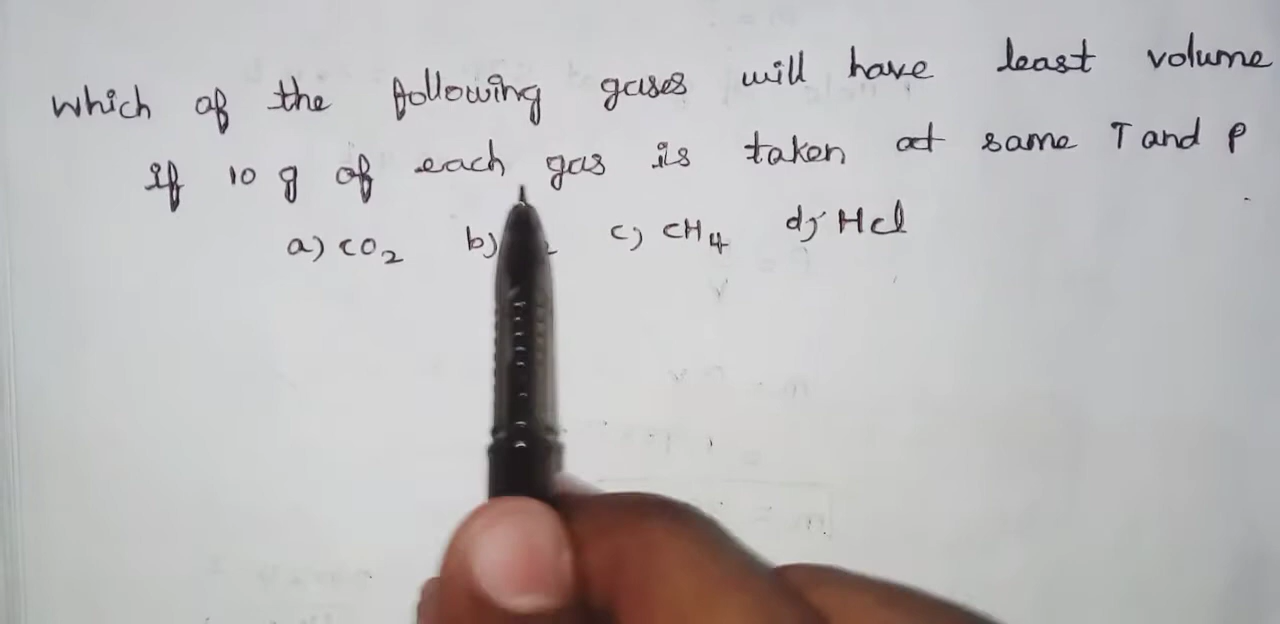 which of the following gases will have least volume
if 10 g of each gas is taken at same T and P
a) CO2 b) c) CH4 d) HCl